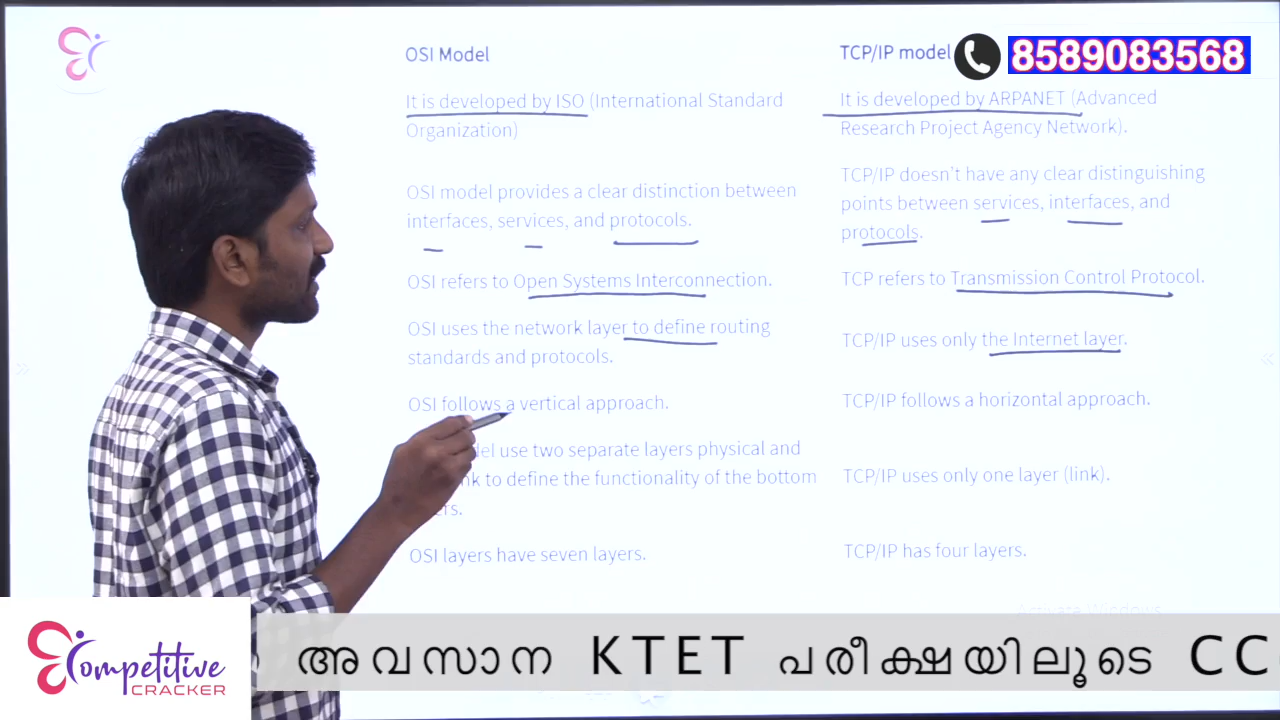 OSI Model
TCP/IP model
8589083568
It is developed by ISO (International Standard
Organization)
It is developed by ARPANET (Advanced
Research Project Agency Network).
OSI model provides a clear distinction between
interfaces, services, and protocols.
TCP/IP doesn't have any clear distinguishing
points between services, interfaces, and
protocols.
OSI refers to Open Systems Interconnection.
TCP refers to Transmission Control Protocol.
OSI uses the network layer to define routing
standards and protocols.
TCP/IP uses only the Internet layer.
OSI follows a vertical approach.
TCP/IP follows a horizontal approach.
use two separate layers physical and
to define the functionality of the bottom
TCP/IP uses only one layer (link).
OSI layers have seven layers.
TCP/IP has four layers.
Activate Windows
Competitive
CRACKER
അവസാന KTET പരീക്ഷയിലൂടെ CC